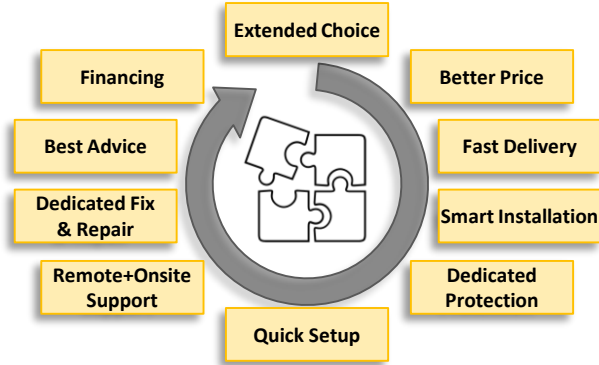 Extended Choice
Financing
Better Price
Best Advice
Fast Delivery
Dedicated Fix
& Repair
Smart Installation
Remote+Onsite
Support
Dedicated
Protection
Quick Setup